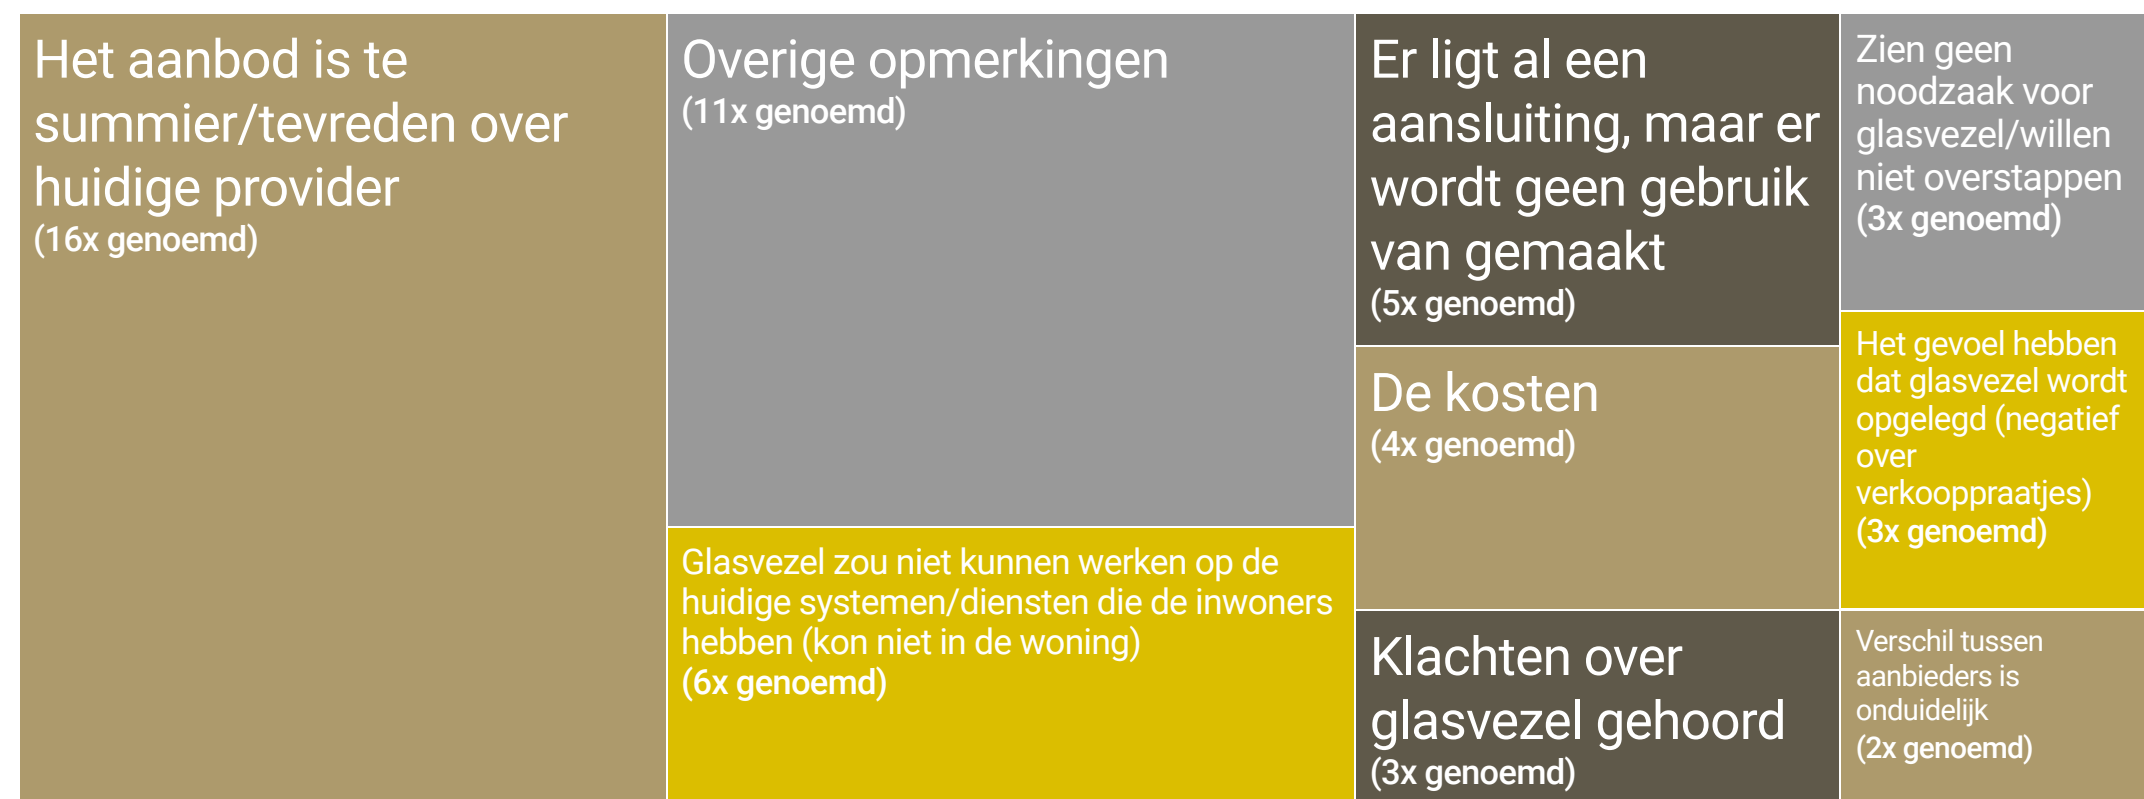 Het aanbod is te
summier/tevreden over
huidige provider
(16x genoemd)
Overige opmerkingen
(11x genoemd)
Glasvezel zou niet kunnen werken op de
huidige systemen/diensten die de inwoners
hebben (kon niet in de woning)
(6x genoemd)
Er ligt al een
aansluiting, maar er
wordt geen gebruik
van gemaakt
(5x genoemd)
De kosten
(4x genoemd)
Klachten over
glasvezel gehoord
(3x genoemd)
Zien geen
noodzaak voor
glasvezel/willen
niet overstappen
(3x genoemd)
Het gevoel hebben
dat glasvezel wordt
opgelegd (negatief
over
verkooppraatjes)
(3x genoemd)
Verschil tussen
aanbieders is
onduidelijk
(2x genoemd)